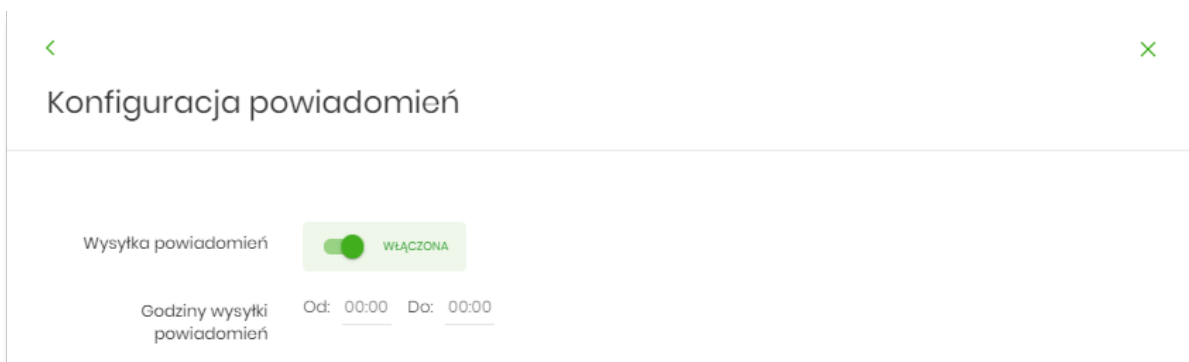 Konfiguracja powiadomień
Wysyłka powiadomień WŁĄCZONA
Godziny wysyłki Od: 00:00 Do: 00:00
powiadomień